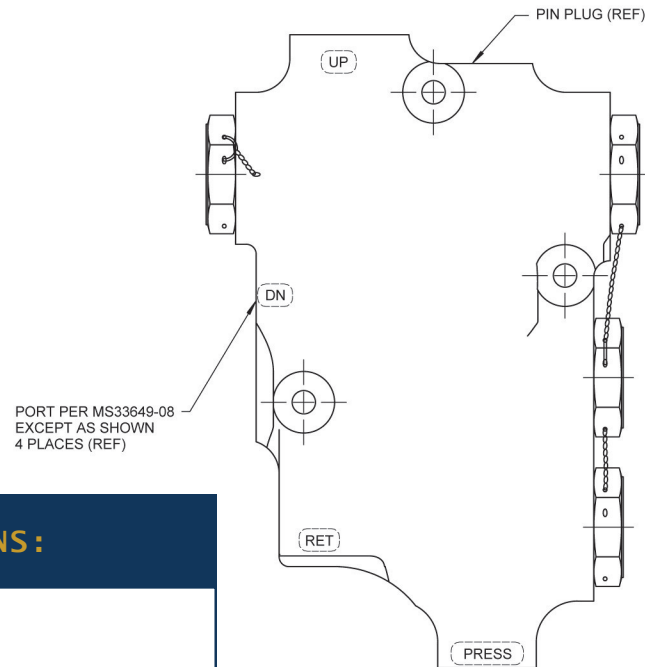 PIN PLUG (REF)
UP
DN
PORT PER MS33649-08
EXCEPT AS SHOWN
4 PLACES (REF)
RET
PRESS